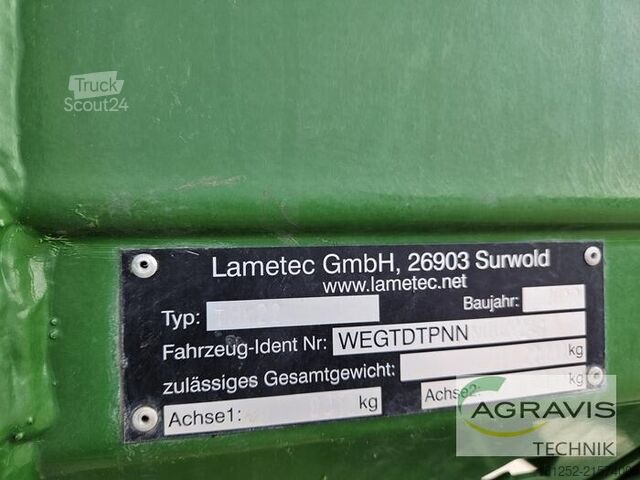 Truck
Scout24
Lametec GmbH, 26903 Surwold
www.lametec.net
Typ: Baujahr:
Fahrzeug-Ident Nr: WEGTDTPNN
zulässiges Gesamtgewicht: kg
Achse1: kg Achse2:
AGRAVIS
TECHNIK